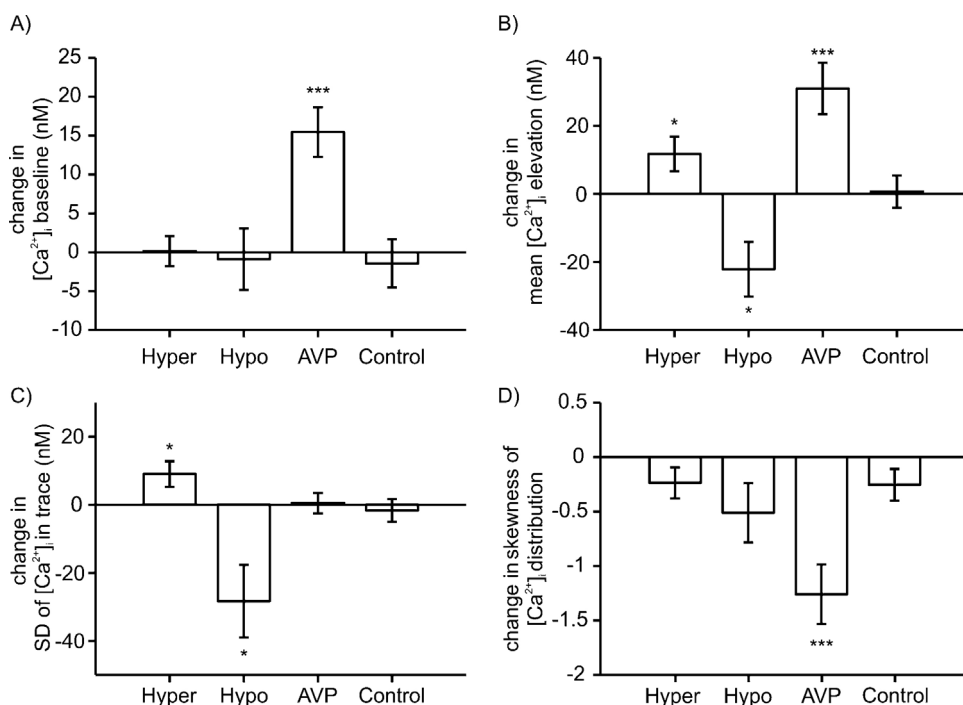 A)
change in
[Ca²⁺]ᵢ baseline (nM)
25
20
15
10
5
0
-5
-10
***
Hyper Hypo AVP Control
B)
change in
mean [Ca²⁺]ᵢ elevation (nM)
40
20
0
-20
-40
*
*
***
Hyper Hypo AVP Control
C)
change in
SD of [Ca²⁺]ᵢ in trace (nM)
20
0
-20
-40
*
*
Hyper Hypo AVP Control
D)
change in skewness of
[Ca²⁺]ᵢ distribution
0.5
0
-0.5
-1
-1.5
-2
***
Hyper Hypo AVP Control